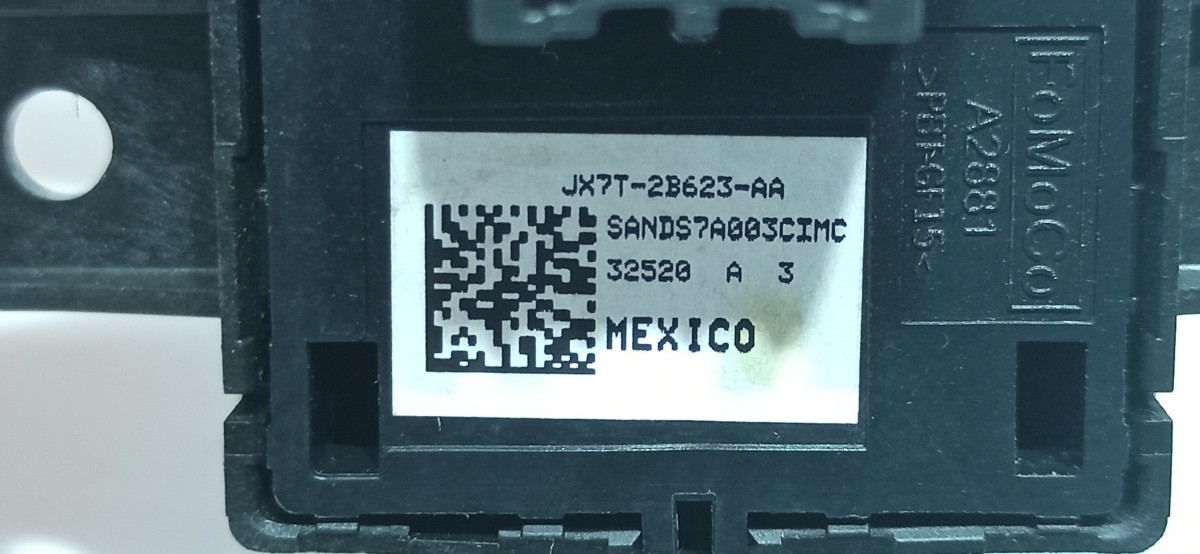 JX7T-2B623-AA
SANDS7A003CIMC
32520 A 3
MEXICO
FoMoCo
A2881
>PBT-GF15<